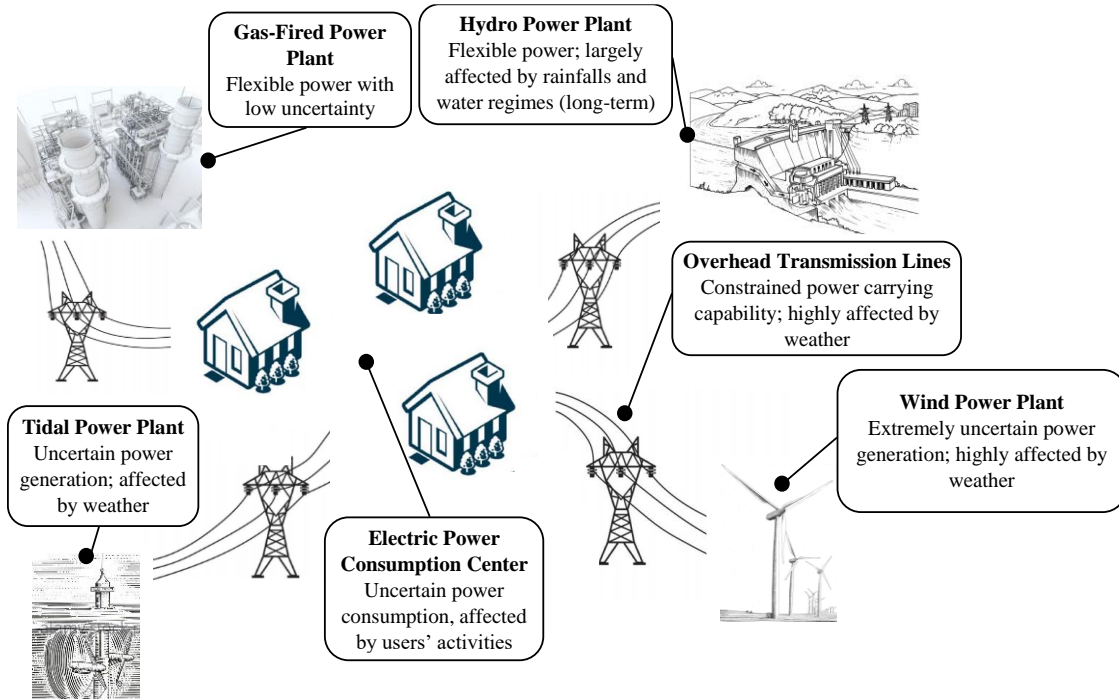 Gas-Fired Power
Plant
Flexible power with
low uncertainty
Hydro Power Plant
Flexible power; largely
affected by rainfalls and
water regimes (long-term)
Overhead Transmission Lines
Constrained power carrying
capability; highly affected by
weather
Wind Power Plant
Extremely uncertain power
generation; highly affected by
weather
Tidal Power Plant
Uncertain power
generation; affected
by weather
Electric Power
Consumption Center
Uncertain power
consumption, affected
by users’ activities